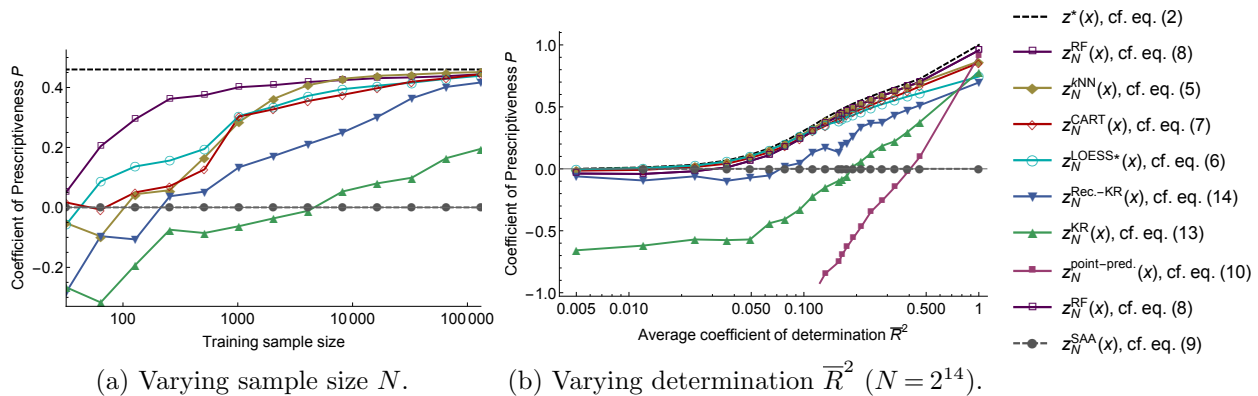 Coefficient of Prescriptiveness P
0.4
0.2
0.0
−0.2
100
1000
10 000
100 000
Training sample size
(a) Varying sample size N.
Coefficient of Prescriptiveness P
1.0
0.5
0.0
−0.5
−1.0
0.005
0.010
0.050
0.100
0.500
1
Average coefficient of determination R̅²
(b) Varying determination R̅² (N = 2¹⁴).
z*(x), cf. eq. (2)
z_N^RF(x), cf. eq. (8)
z_N^kNN(x), cf. eq. (5)
z_N^CART(x), cf. eq. (7)
z_N^LOESS*(x), cf. eq. (6)
z_N^Rec.−KR(x), cf. eq. (14)
z_N^KR(x), cf. eq. (13)
z_N^point−pred.(x), cf. eq. (10)
z_N^RF(x), cf. eq. (8)
z_N^SAA(x), cf. eq. (9)